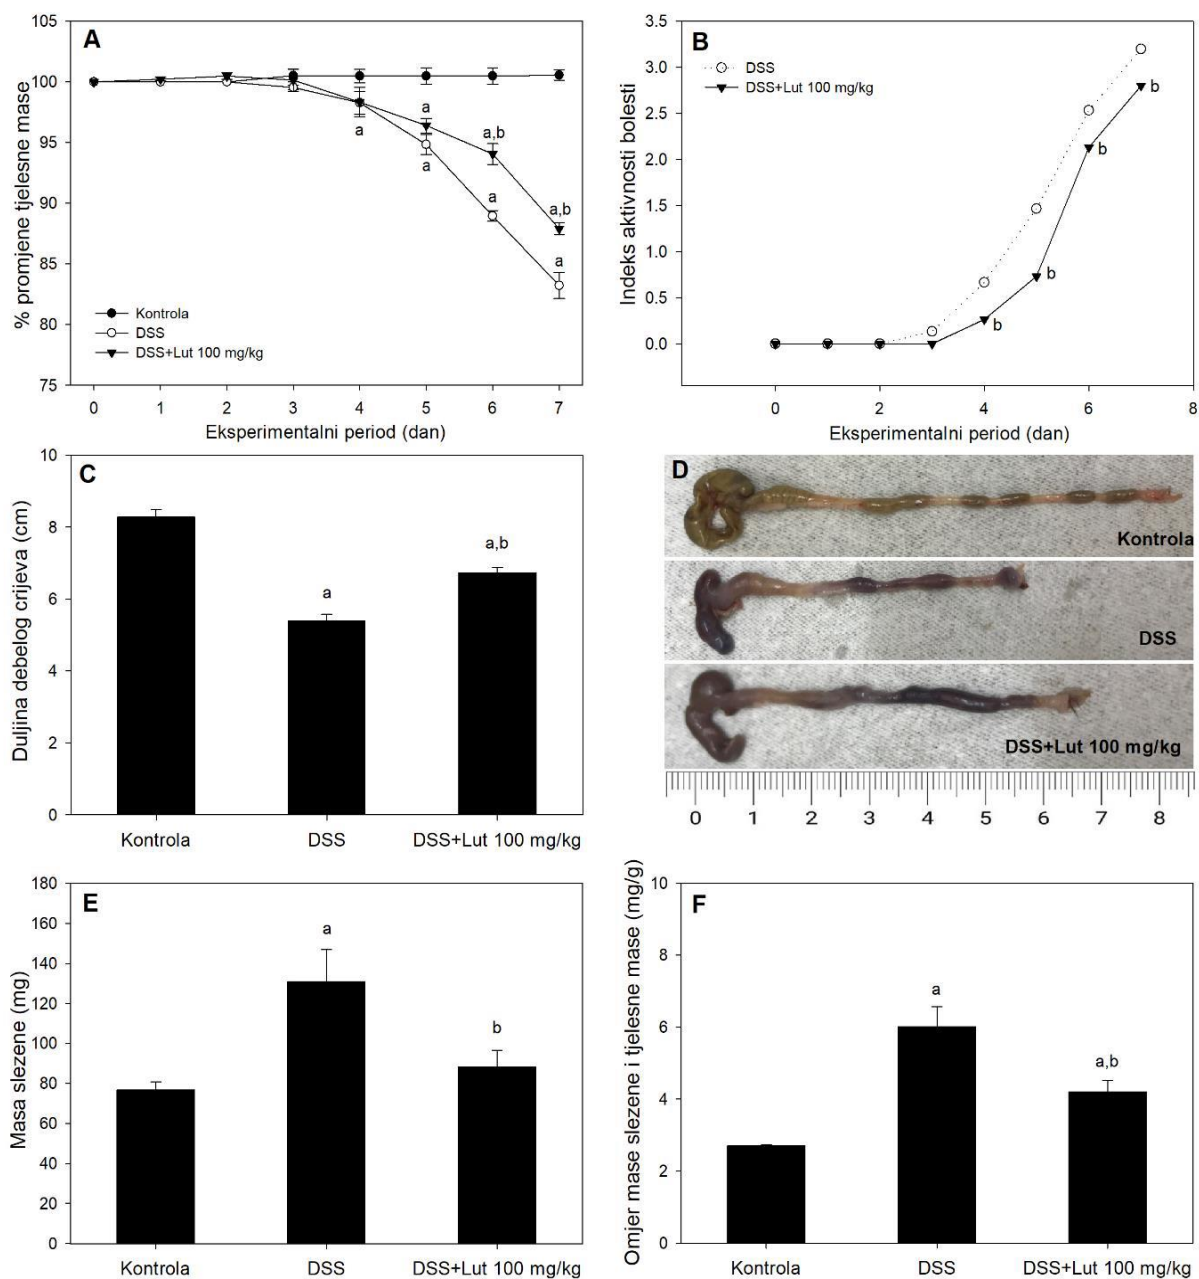 A
105
100
95
90
85
80
75
% promjene tjelesne mase
a
a
a
a,b
a
a,b
a
Kontrola
DSS
DSS+Lut 100 mg/kg
0 1 2 3 4 5 6 7
Eksperimentalni period (dan)
B
3.5
3.0
2.5
2.0
1.5
1.0
0.5
0.0
Indeks aktivnosti bolesti
DSS
DSS+Lut 100 mg/kg
b
b
b
b
0 2 4 6 8
Eksperimentalni period (dan)
C
10
8
6
4
2
0
Duljina debelog crijeva (cm)
a
a,b
Kontrola DSS DSS+Lut 100 mg/kg
D
Kontrola
DSS
DSS+Lut 100 mg/kg
0 1 2 3 4 5 6 7 8
E
180
160
140
120
100
80
60
40
20
0
Masa slezene (mg)
a
b
Kontrola DSS DSS+Lut 100 mg/kg
F
10
8
6
4
2
0
Omjer mase slezene i tjelesne mase (mg/g)
a
a,b
Kontrola DSS DSS+Lut 100 mg/kg